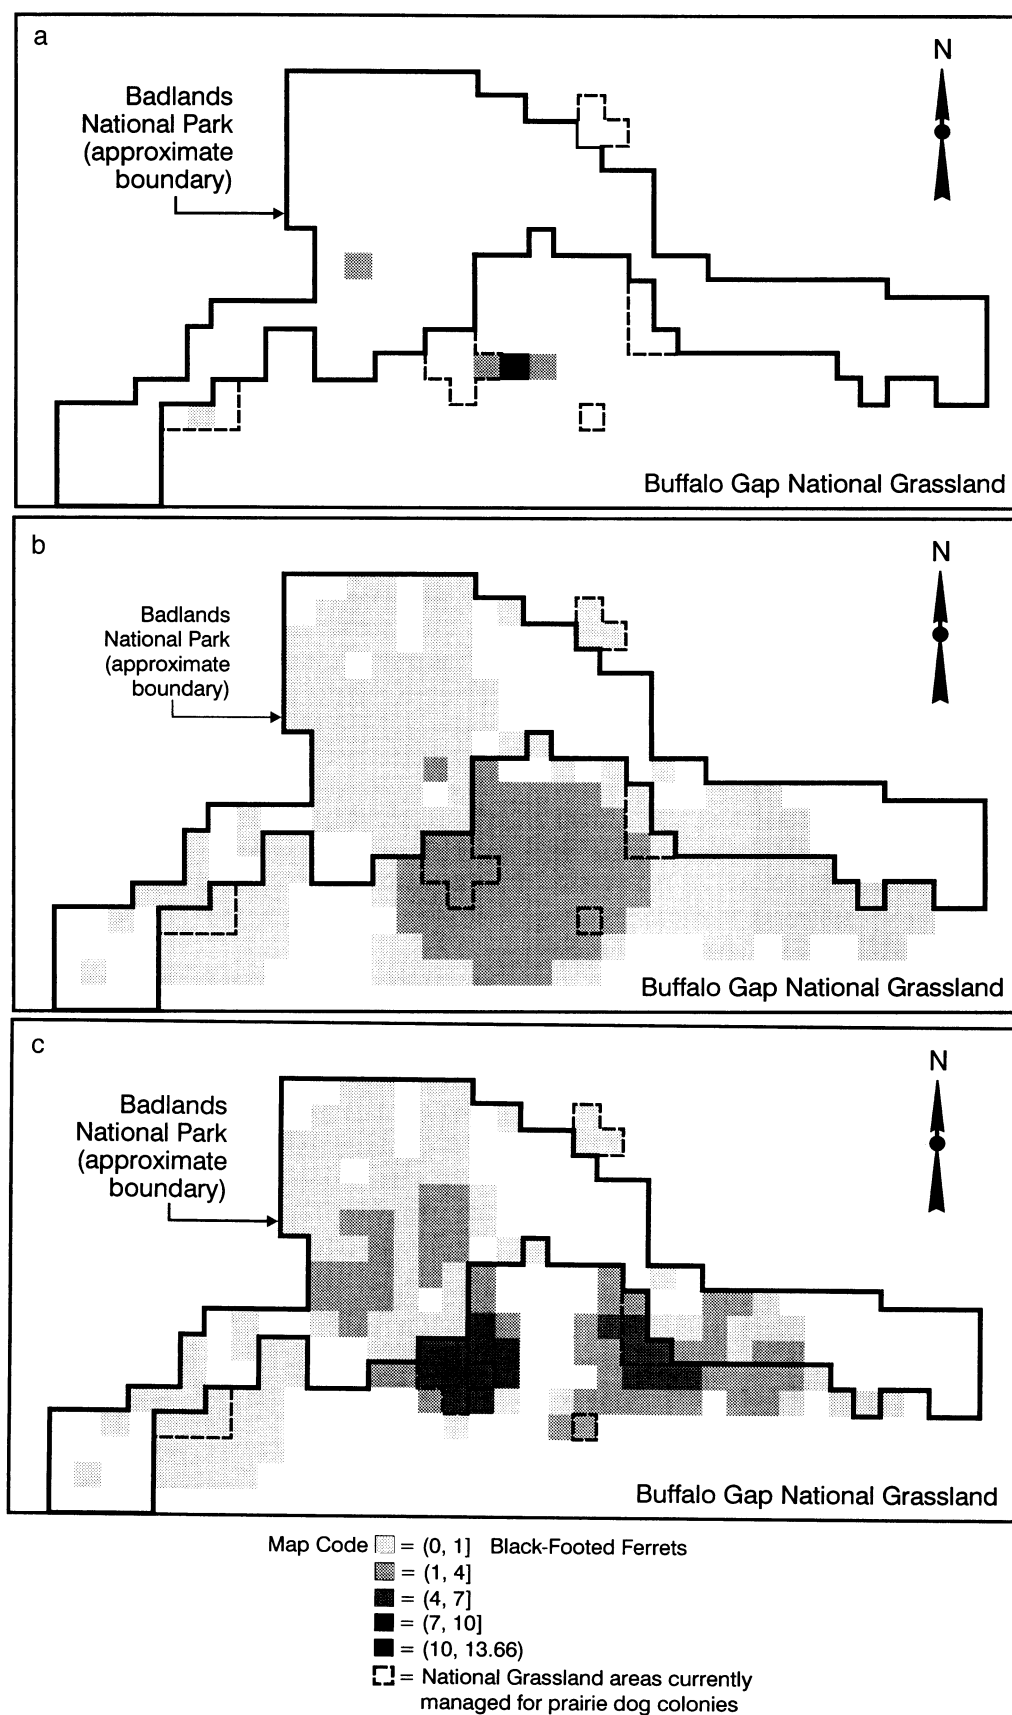 a
N
Badlands
National Park
(approximate
boundary)
Buffalo Gap National Grassland
b
N
Badlands
National Park
(approximate
boundary)
Buffalo Gap National Grassland
c
N
Badlands
National Park
(approximate
boundary)
Buffalo Gap National Grassland
Map Code = (0, 1] Black-Footed Ferrets
= (1, 4]
= (4, 7]
= (7, 10]
= (10, 13.66)
= National Grassland areas currently
managed for prairie dog colonies